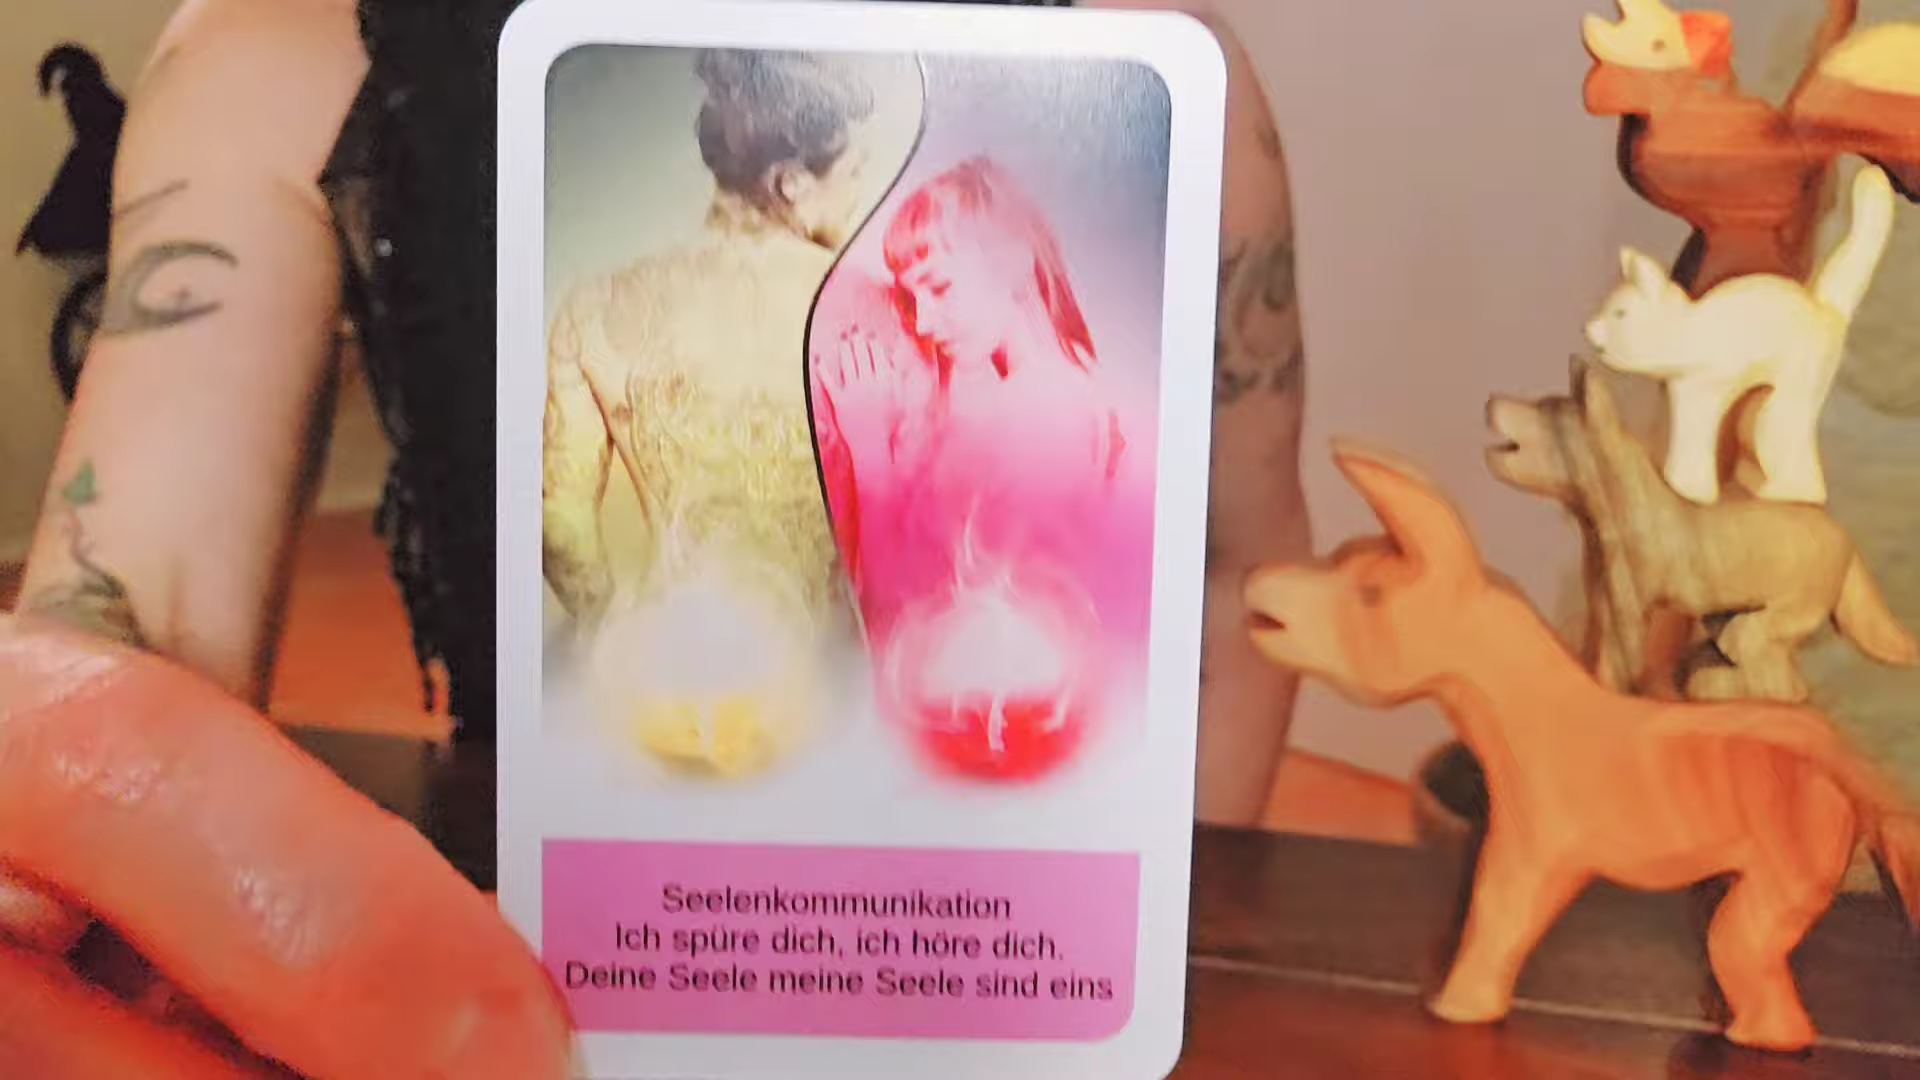 Seelenkommunikation
Ich spüre dich, ich höre dich.
Deine Seele meine Seele sind eins